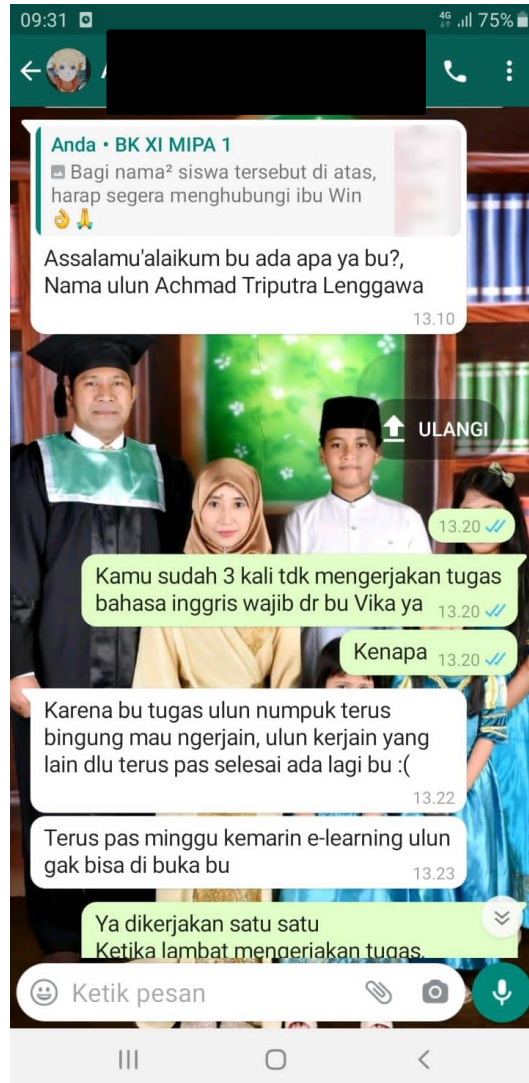 09:31
4G
75%
Anda • BK XI MIPA 1
Bagi nama² siswa tersebut di atas,
harap segera menghubungi ibu Win
👌🙏
Assalamu'alaikum bu ada apa ya bu?,
Nama ulun Achmad Triputra Lenggawa
13.10
ULANGI
13.20
Kamu sudah 3 kali tdk mengerjakan tugas
bahasa inggris wajib dr bu Vika ya 13.20
Kenapa 13.20
Karena bu tugas ulun numpuk terus
bingung mau ngerjain, ulun kerjain yang
lain dlu terus pas selesai ada lagi bu :(
13.22
Terus pas minggu kemarin e-learning ulun
gak bisa di buka bu
13.23
Ya dikerjakan satu satu
Ketika lambat mengerjakan tugas,
Ketik pesan